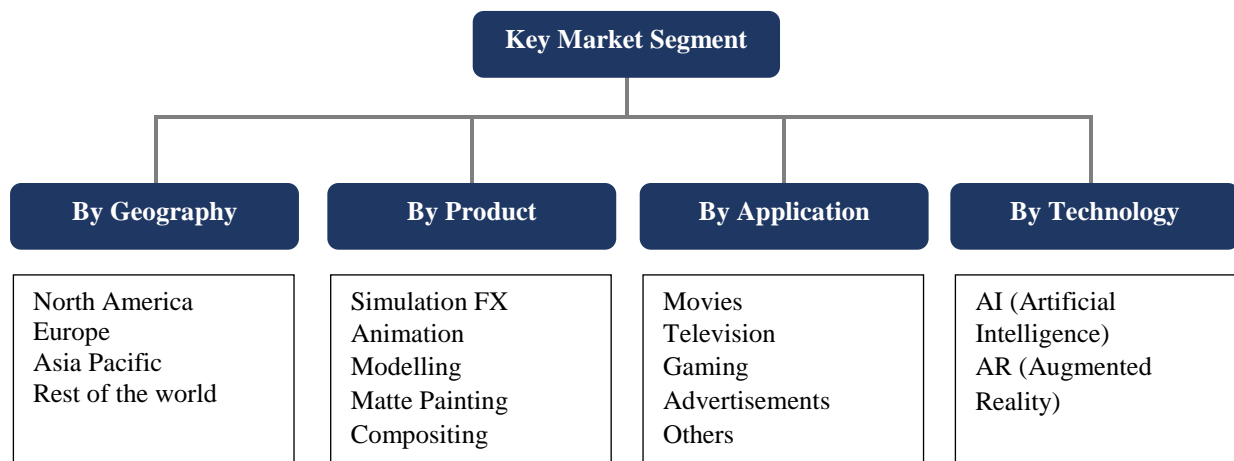 Key Market Segment
By Geography
By Product
By Application
By Technology
North America
Europe
Asia Pacific
Rest of the world
Simulation FX
Animation
Modelling
Matte Painting
Compositing
Movies
Television
Gaming
Advertisements
Others
AI (Artificial
Intelligence)
AR (Augmented
Reality)